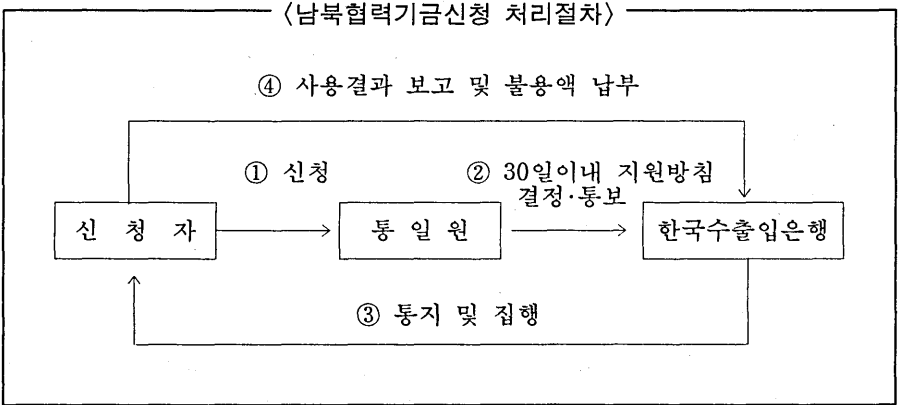 〈남북협력기금신청 처리절차〉
④ 사용결과 보고 및 불용액 납부
① 신청
② 30일이내 지원방침
결정·통보
신 청 자
통 일 원
한국수출입은행
③ 통지 및 집행